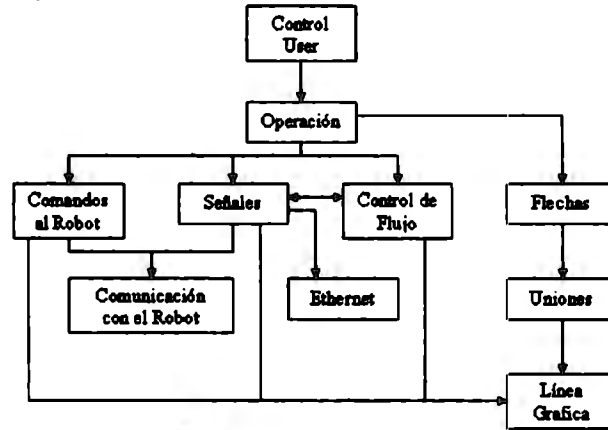 Control
User
Operación
Comandos
al Robot
Señales
Control de
Flujo
Flechas
Comunicación
con el Robot
Ethernet
Uniones
Línea
Grafica